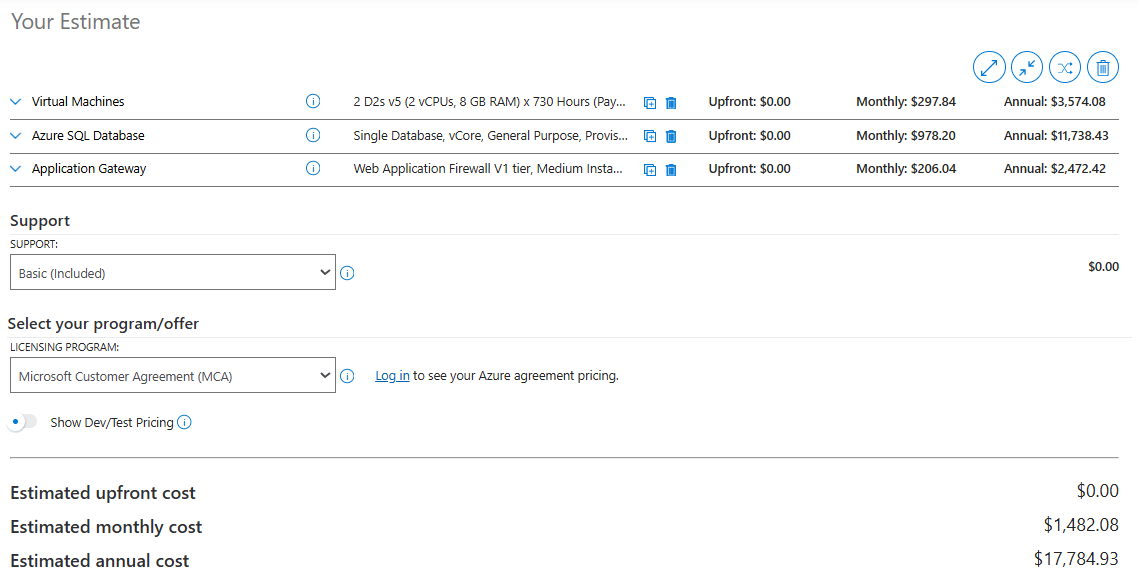 Your Estimate
Virtual Machines 2 D2s v5 (2 vCPUs, 8 GB RAM) x 730 Hours (Pay... Upfront: $0.00 Monthly: $297.84 Annual: $3,574.08
Azure SQL Database Single Database, vCore, General Purpose, Provis... Upfront: $0.00 Monthly: $978.20 Annual: $11,738.43
Application Gateway Web Application Firewall V1 tier, Medium Insta... Upfront: $0.00 Monthly: $206.04 Annual: $2,472.42
Support
SUPPORT:
Basic (Included) $0.00
Select your program/offer
LICENSING PROGRAM:
Microsoft Customer Agreement (MCA) Log in to see your Azure agreement pricing.
Show Dev/Test Pricing
Estimated upfront cost $0.00
Estimated monthly cost $1,482.08
Estimated annual cost $17,784.93